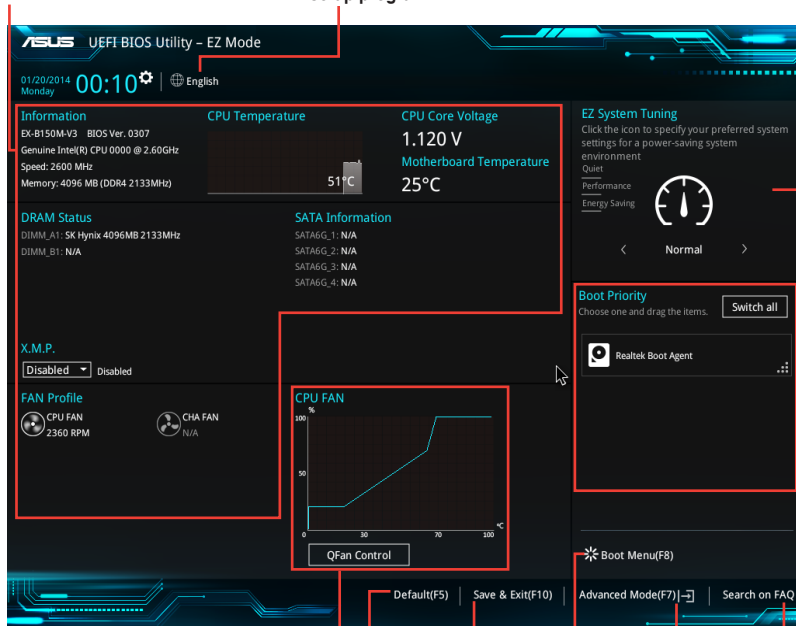 ASUS UEFI BIOS Utility – EZ Mode
01/20/2014
Monday
00:10
English
Information
EX-B150M-V3 BIOS Ver. 0307
Genuine Intel(R) CPU 0000 @ 2.60GHz
Speed: 2600 MHz
Memory: 4096 MB (DDR4 2133MHz)
CPU Temperature
51°C
CPU Core Voltage
1.120 V
Motherboard Temperature
25°C
EZ System Tuning
Click the icon to specify your preferred system
settings for a power-saving system
environment
Quiet
Performance
Energy Saving
< Normal >
DRAM Status
DIMM_A1: SK Hynix 4096MB 2133MHz
DIMM_B1: N/A
SATA Information
SATA6G_1: N/A
SATA6G_2: N/A
SATA6G_3: N/A
SATA6G_4: N/A
X.M.P.
Disabled Disabled
Boot Priority
Choose one and drag the items.
Switch all
Realtek Boot Agent
FAN Profile
CPU FAN
2360 RPM
CHA FAN
N/A
CPU FAN
%
100
50
0 30 70 100
°C
QFan Control
Boot Menu(F8)
Default(F5) Save & Exit(F10) Advanced Mode(F7) Search on FAQ